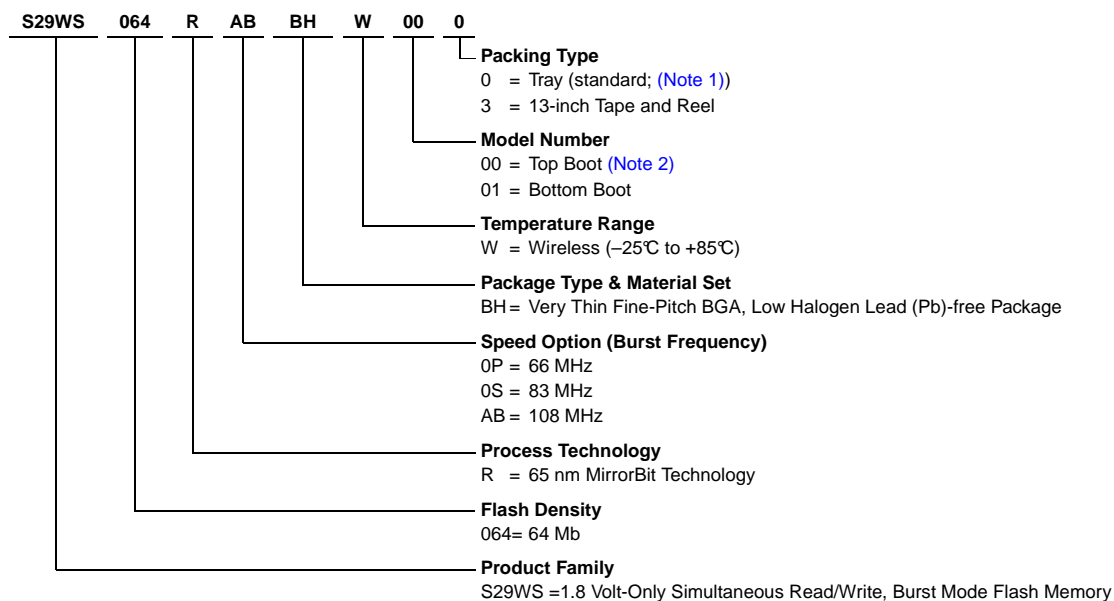 S29WS 064 R AB BH W 00 0
Packing Type
0 = Tray (standard; (Note 1))
3 = 13-inch Tape and Reel
Model Number
00 = Top Boot (Note 2)
01 = Bottom Boot
Temperature Range
W = Wireless (–25°C to +85°C)
Package Type & Material Set
BH = Very Thin Fine-Pitch BGA, Low Halogen Lead (Pb)-free Package
Speed Option (Burst Frequency)
0P = 66 MHz
0S = 83 MHz
AB = 108 MHz
Process Technology
R = 65 nm MirrorBit Technology
Flash Density
064= 64 Mb
Product Family
S29WS =1.8 Volt-Only Simultaneous Read/Write, Burst Mode Flash Memory